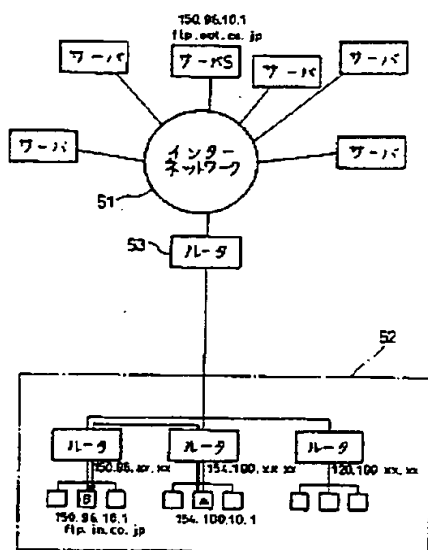 150.96.10.1
ftp.out.co.jp
サーバ
サーバS
サーバ
サーバ
サーバ
サーバ
インター
ネットワーク
51
53
ルータ
52
ルータ
ルータ
ルータ
150.96.xx.xx
154.100.xx xx
120.100 xx.xx
B
A
150.96.10.1
ftp.in.co.jp
154.100.10.1